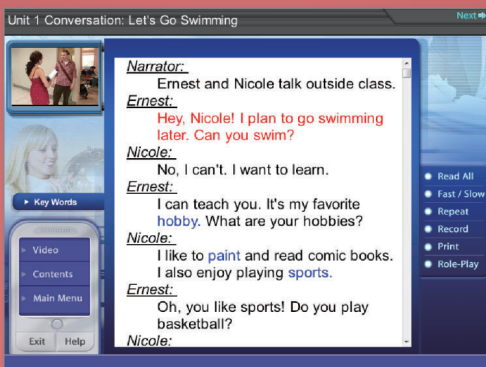 Unit 1 Conversation: Let's Go Swimming
Next
Narrator:
Ernest and Nicole talk outside class.
Ernest:
Hey, Nicole! I plan to go swimming
later. Can you swim?
Nicole:
No, I can't. I want to learn.
Ernest:
I can teach you. It's my favorite
hobby. What are your hobbies?
Nicole:
I like to paint and read comic books.
I also enjoy playing sports.
Ernest:
Oh, you like sports! Do you play
basketball?
Nicole:
Key Words
Video
Contents
Main Menu
Exit Help
Read All
Fast / Slow
Repeat
Record
Print
Role-Play